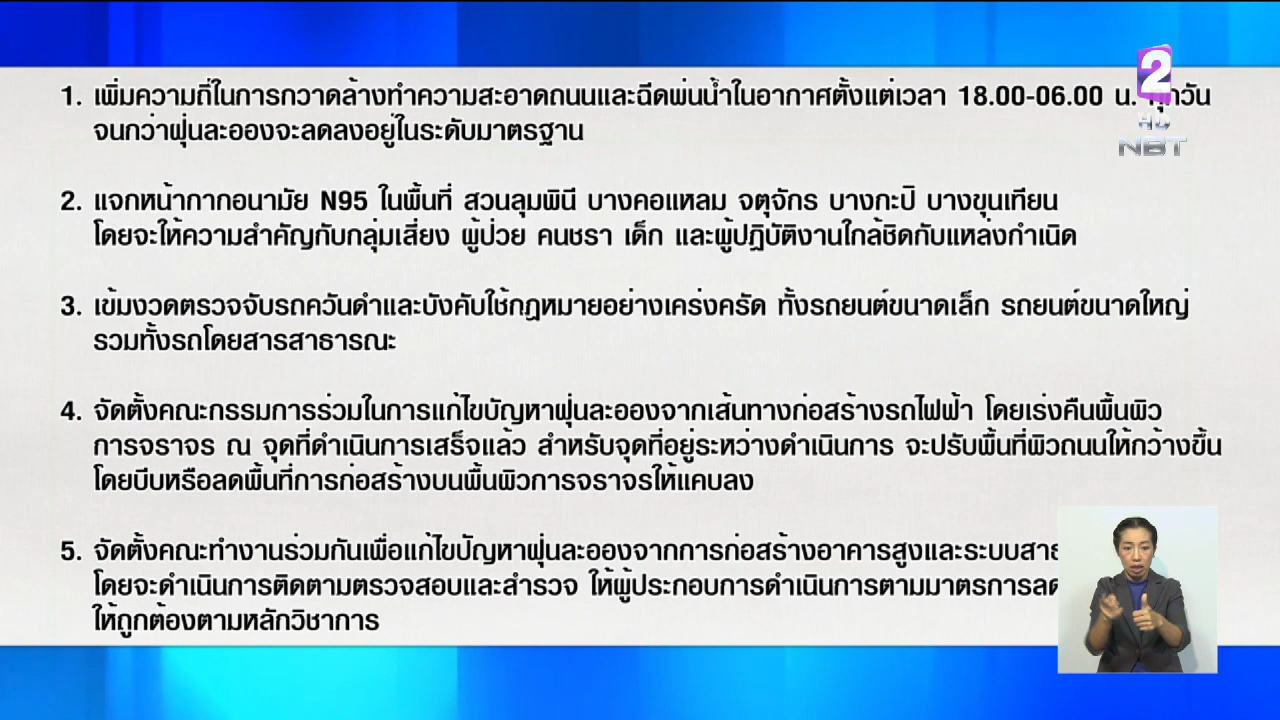 1. เพิ่มความถี่ในการกวาดล้างทำความสะอาดถนนและฉีดพ่นน้ำในอากาศตั้งแต่เวลา 18.00-06.00 น. ทุกวัน
จนกว่าฝุ่นละอองจะลดลงอยู่ในระดับมาตรฐาน
2. แจกหน้ากากอนามัย N95 ในพื้นที่ สวนลุมพินี บางคอแหลม จตุจักร บางกะปิ บางขุนเทียน
โดยจะให้ความสำคัญกับกลุ่มเสี่ยง ผู้ป่วย คนชรา เด็ก และผู้ปฏิบัติงานใกล้ชิดกับแหล่งกำเนิด
3. เข้มงวดตรวจจับรถควันดำและบังคับใช้กฎหมายอย่างเคร่งครัด ทั้งรถยนต์ขนาดเล็ก รถยนต์ขนาดใหญ่
รวมทั้งรถโดยสารสาธารณะ
4. จัดตั้งคณะกรรมการร่วมในการแก้ไขปัญหาฝุ่นละอองจากเส้นทางก่อสร้างรถไฟฟ้า โดยเร่งคืนพื้นผิว
การจราจร ณ จุดที่ดำเนินการเสร็จแล้ว สำหรับจุดที่อยู่ระหว่างดำเนินการ จะปรับพื้นที่ผิวถนนให้กว้างขึ้น
โดยบีบหรือลดพื้นที่การก่อสร้างบนพื้นผิวการจราจรให้แคบลง
5. จัดตั้งคณะทำงานร่วมกันเพื่อแก้ไขปัญหาฝุ่นละอองจากการก่อสร้างอาคารสูงและระบบ
โดยจะดำเนินการติดตามตรวจสอบและสำรวจ ให้ผู้ประกอบการดำเนินการตามมาตรการลด
ให้ถูกต้องตามหลักวิชาการ
2
HD
NBT